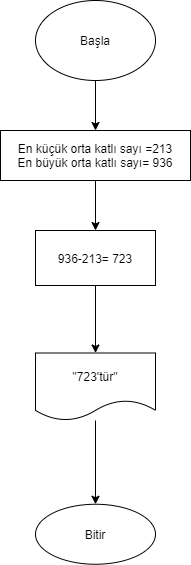 Başla
En küçük orta katlı sayı =213
En büyük orta katlı sayı= 936
936-213= 723
"723'tür"
Bitir